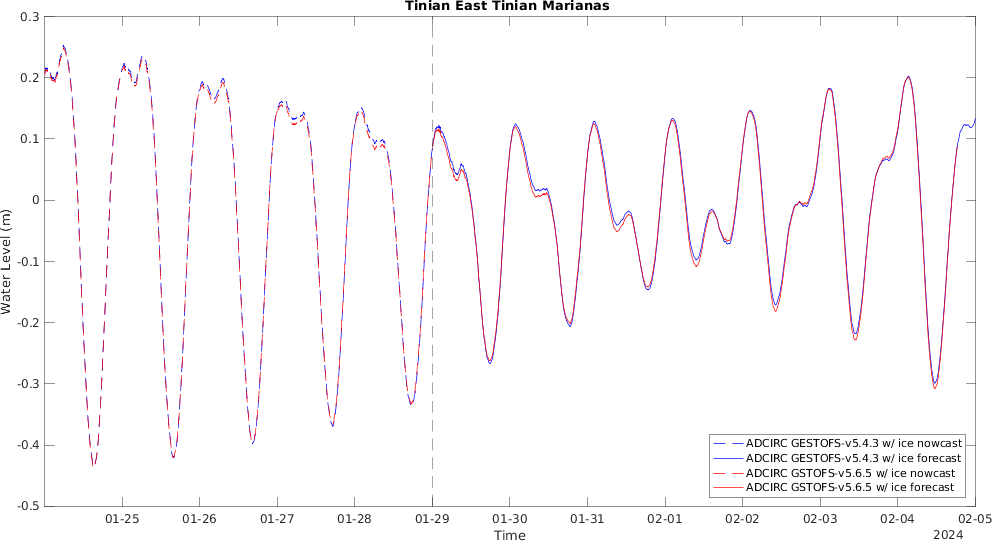 Tinian East Tinian Marianas
0.3
0.2
0.1
0
-0.1
-0.2
-0.3
-0.4
-0.5
Water Level (m)
ADCIRC GESTOFS-v5.4.3 w/ ice nowcast
ADCIRC GESTOFS-v5.4.3 w/ ice forecast
ADCIRC GSTOFS-v5.6.5 w/ ice nowcast
ADCIRC GSTOFS-v5.6.5 w/ ice forecast
01-25 01-26 01-27 01-28 01-29 01-30 01-31 02-01 02-02 02-03 02-04 02-05
Time
2024